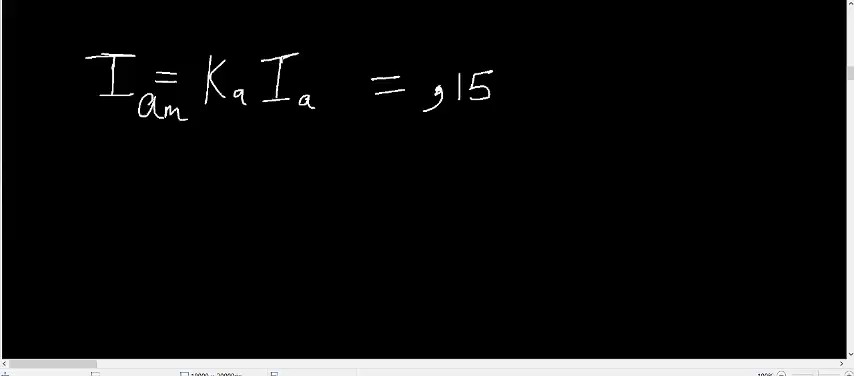 I_am = K_a I_a = ,15